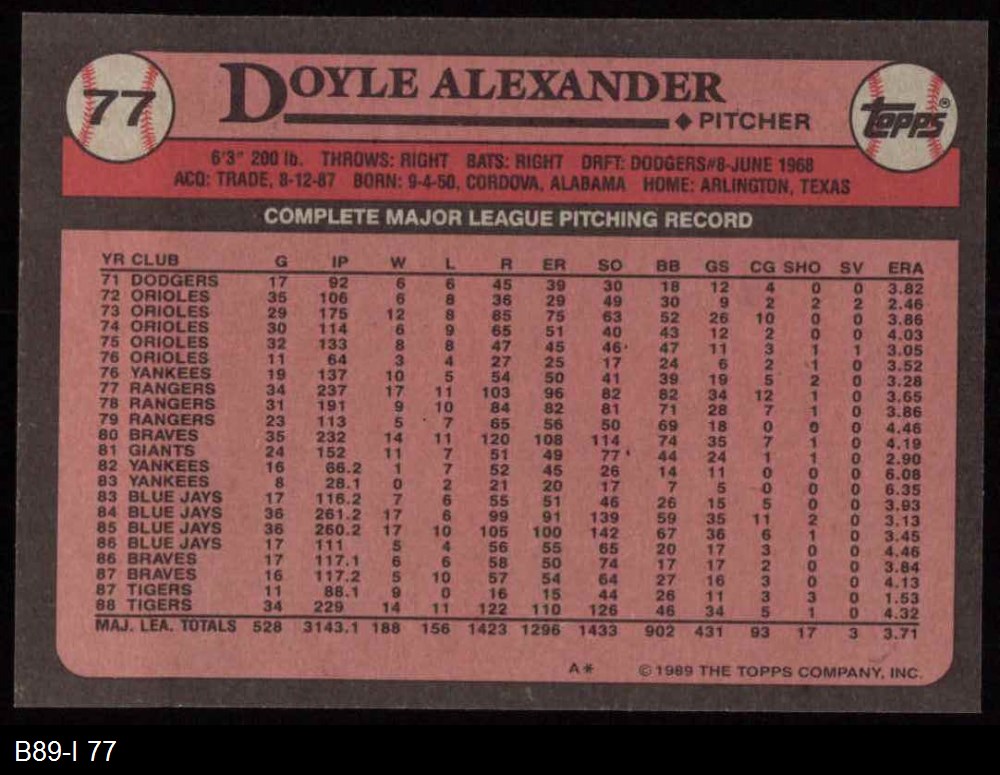 77
DOYLE ALEXANDER
PITCHER
TOPPS®
6'3" 200 lb. THROWS: RIGHT BATS: RIGHT DRFT: DODGERS#8-JUNE 1968
ACQ: TRADE, 8-12-87 BORN: 9-4-50, CORDOVA, ALABAMA HOME: ARLINGTON, TEXAS
COMPLETE MAJOR LEAGUE PITCHING RECORD
YR CLUB G IP W L R ER SO BB GS CG SHO SV ERA
71 DODGERS 17 92 6 6 45 39 30 18 12 4 0 0 3.82
72 ORIOLES 35 106 6 8 36 29 49 30 9 2 2 2 2.46
73 ORIOLES 29 175 12 8 85 75 63 52 26 10 0 0 3.86
74 ORIOLES 30 114 6 9 65 51 40 43 12 2 0 0 4.03
75 ORIOLES 32 133 8 8 47 45 46 47 11 3 1 1 3.05
76 ORIOLES 11 64 3 4 27 25 17 24 6 2 1 0 3.52
76 YANKEES 19 137 10 5 54 50 41 39 19 5 2 0 3.28
77 RANGERS 34 237 17 11 103 96 82 82 34 12 1 0 3.65
78 RANGERS 31 191 9 10 84 82 81 71 28 7 1 0 3.86
79 RANGERS 23 113 5 7 65 56 50 69 18 0 0 0 4.46
80 BRAVES 35 232 14 11 120 108 114 74 35 7 1 0 4.19
81 GIANTS 24 152 11 7 51 49 77 44 24 1 1 0 2.90
82 YANKEES 16 66.2 1 7 52 45 26 14 11 0 0 0 6.08
83 YANKEES 8 28.1 0 2 21 20 17 7 5 0 0 0 6.35
83 BLUE JAYS 17 116.2 7 6 55 51 46 26 15 5 0 0 3.93
84 BLUE JAYS 36 261.2 17 6 99 91 139 59 35 11 2 0 3.13
85 BLUE JAYS 36 260.2 17 10 105 100 142 67 36 6 1 0 3.45
86 BLUE JAYS 17 111 5 4 56 55 65 20 17 3 0 0 4.46
86 BRAVES 17 117.1 6 6 58 50 74 17 17 2 0 0 3.84
87 BRAVES 16 117.2 5 10 57 54 64 27 16 3 0 0 4.13
87 TIGERS 11 88.1 9 0 16 15 44 26 11 3 3 0 1.53
88 TIGERS 34 229 14 11 122 110 126 46 34 5 1 0 4.32
MAJ. LEA. TOTALS 528 3143.1 188 156 1423 1296 1433 902 431 93 17 3 3.71
A* © 1989 THE TOPPS COMPANY, INC.
B89-I 77